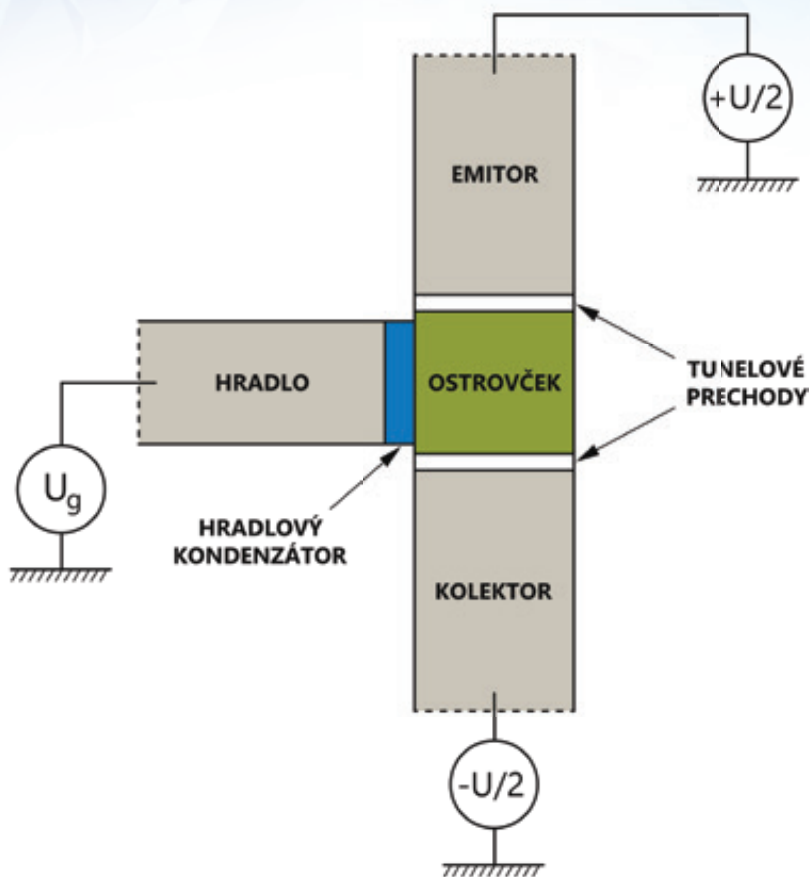 +U/2
EMITOR
HRADLO
OSTROVČEK
TUNELOVÉ
PRECHODY
Ug
HRADLOVÝ
KONDENZÁTOR
KOLEKTOR
-U/2